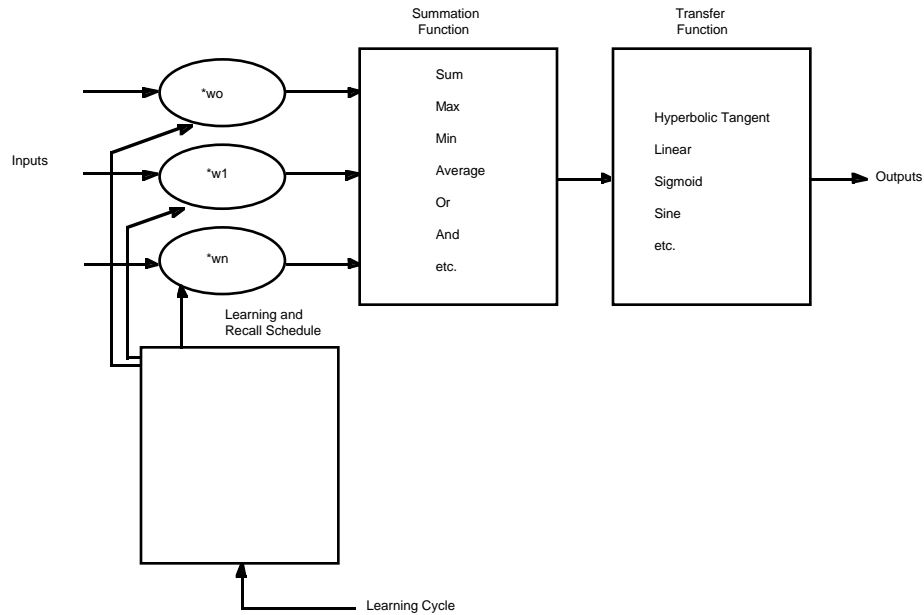 Summation
Function
Transfer
Function
Sum
Max
Min
Average
Or
And
etc.
Hyperbolic Tangent
Linear
Sigmoid
Sine
etc.
Inputs
*wo
*w1
*wn
Outputs
Learning and
Recall Schedule
Learning Cycle